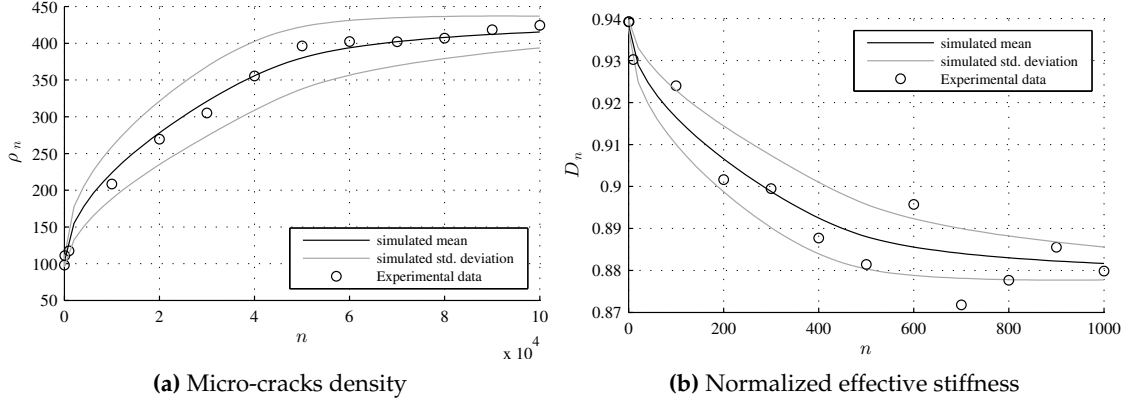 450
400
350
300
250
200
150
100
50
ρ_n
0
2
4
6
8
10
n
x 10^4
simulated mean
simulated std. deviation
Experimental data
(a) Micro-cracks density
0.94
0.93
0.92
0.91
0.9
0.89
0.88
0.87
D_n
0
200
400
600
800
1000
n
simulated mean
simulated std. deviation
Experimental data
(b) Normalized effective stiffness